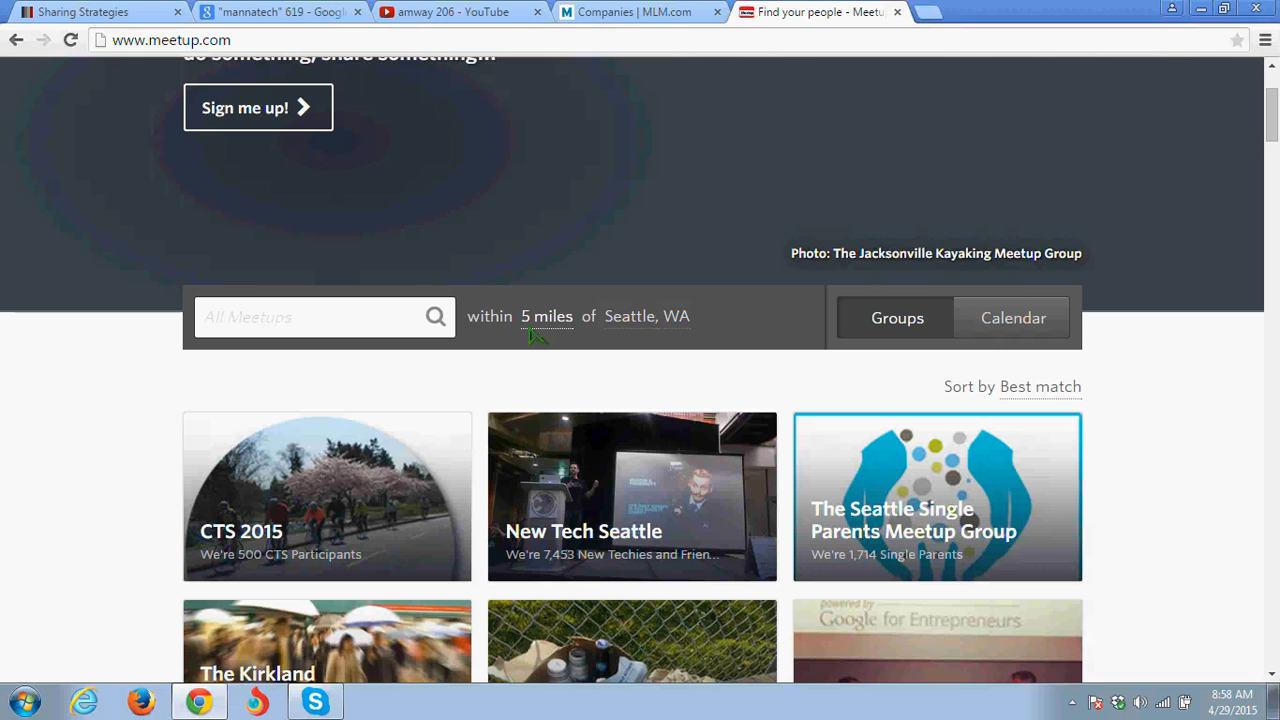 Sharing Strategies
"mannatech" 619 - Googl
amway 206 - YouTube
Companies | MLM.com
Find your people - Meetu
www.meetup.com
do something, share something...
Sign me up!
Photo: The Jacksonville Kayaking Meetup Group
All Meetups
within 5 miles of Seattle, WA
Groups
Calendar
Sort by Best match
CTS 2015
We're 500 CTS Participants
New Tech Seattle
We're 7,453 New Techies and Frien...
The Seattle Single
Parents Meetup Group
We're 1,714 Single Parents
The Kirkland
powered by
Google for Entrepreneurs
8:58 AM
4/29/2015